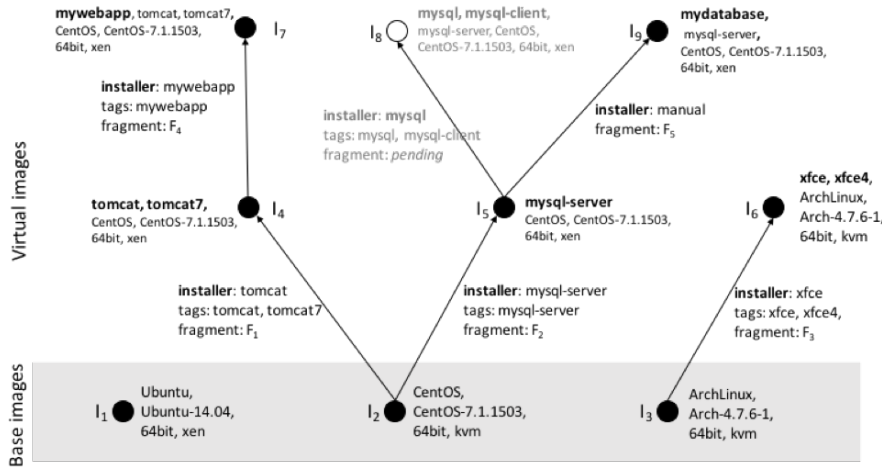 mywebapp, tomcat, tomcat7,
CentOS, CentOS-7.1.1503,
64bit, xen
I7
I8
mysql, mysql-client,
mysql-server, CentOS,
CentOS-7.1.1503, 64bit, xen
I9
mydatabase,
mysql-server,
CentOS, CentOS-7.1.1503,
64bit, xen
installer: mywebapp
tags: mywebapp
fragment: F4
installer: mysql
tags: mysql, mysql-client
fragment: pending
installer: manual
fragment: F5
Virtual images
tomcat, tomcat7,
CentOS, CentOS-7.1.1503,
64bit, xen
I4
I5
mysql-server
CentOS, CentOS-7.1.1503,
64bit, xen
I6
xfce, xfce4,
ArchLinux,
Arch-4.7.6-1,
64bit, kvm
installer: tomcat
tags: tomcat, tomcat7
fragment: F1
installer: mysql-server
tags: mysql-server
fragment: F2
installer: xfce
tags: xfce, xfce4,
fragment: F3
Base images
I1
Ubuntu,
Ubuntu-14.04,
64bit, xen
I2
CentOS,
CentOS-7.1.1503,
64bit, kvm
I3
ArchLinux,
Arch-4.7.6-1,
64bit, kvm